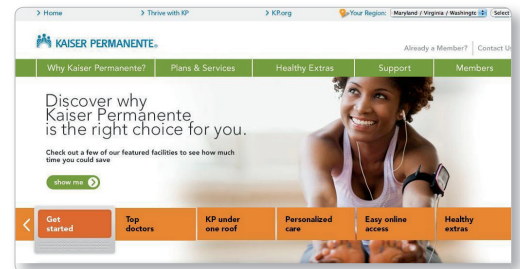 > Home > Thrive with KP > KP.org Your Region: Maryland / Virginia / Washingto Select
KAISER PERMANENTE®
Already a Member? Contact Us
Why Kaiser Permanente? Plans & Services Healthy Extras Support Members
Discover why
Kaiser Permanente
is the right choice for you.
Check out a few of our featured facilities to see how much
time you could save
show me
Get started Top doctors KP under one roof Personalized care Easy online access Healthy extras